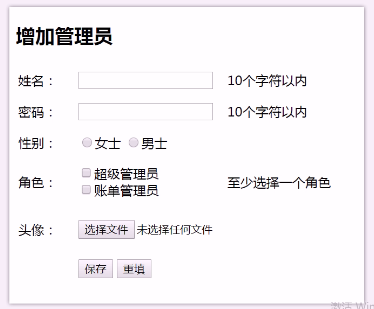 增加管理员
姓名： 10个字符以内
密码： 10个字符以内
性别： 女士 男士
角色： 超级管理员 至少选择一个角色
账单管理员
头像： 选择文件 未选择任何文件
保存 重填
激活 Win